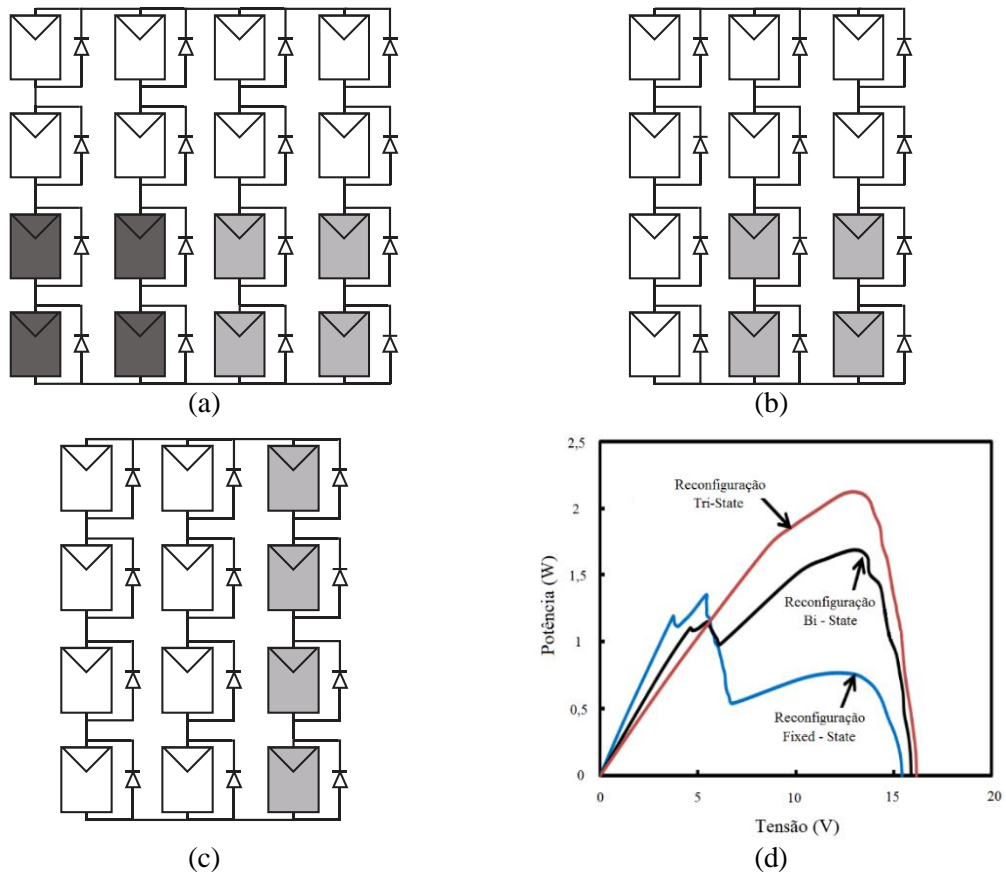 (a)
(b)
(c)
2,5
2
1,5
1
0,5
0
Potência (W)
Reconfiguração
Tri-State
Reconfiguração
Bi - State
Reconfiguração
Fixed - State
0
5
10
15
20
Tensão (V)
(d)